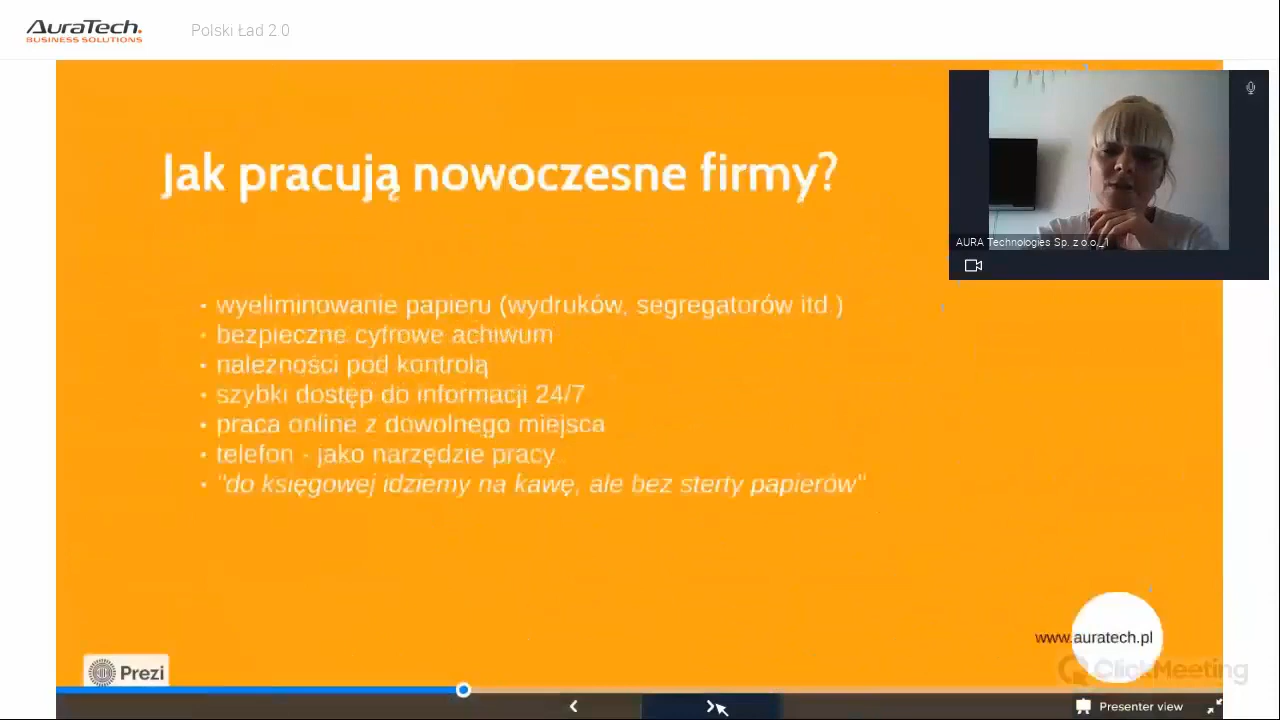 AuraTech.
BUSINESS SOLUTIONS
Polski Ład 2 0
Jak pracują nowoczesne firmy?
AURA Technologies Sp. z o.o._1
• wyeliminowanie papieru (wydruków, segregatorów itd )
• bezpieczne cyfrowe achiwum
• należności pod kontrolą
• szybki dostęp do informacji 24/7
• praca online z dowolnego miejsca
• telefon - jako narzędzie pracy
• "do księgowej idziemy na kawę, ale bez sterty papierów"
www.auratech.pl
Prezi
ClickMeeting
Presenter view